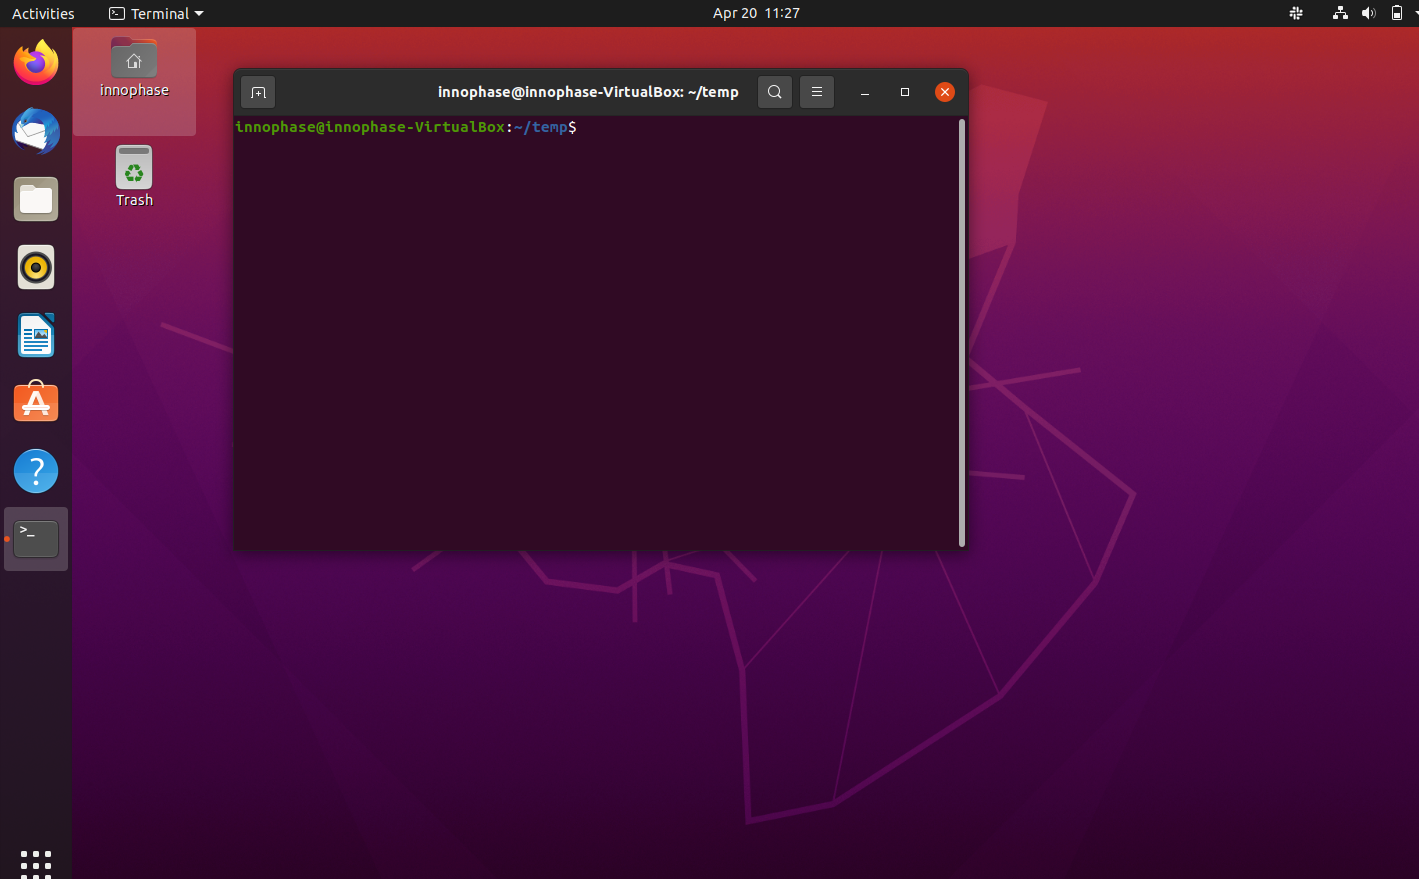 Activities
Terminal
Apr 20 11:27
innophase
Trash
innophase@innophase-VirtualBox: ~/temp
innophase@innophase-VirtualBox:~/temp$
?
>_